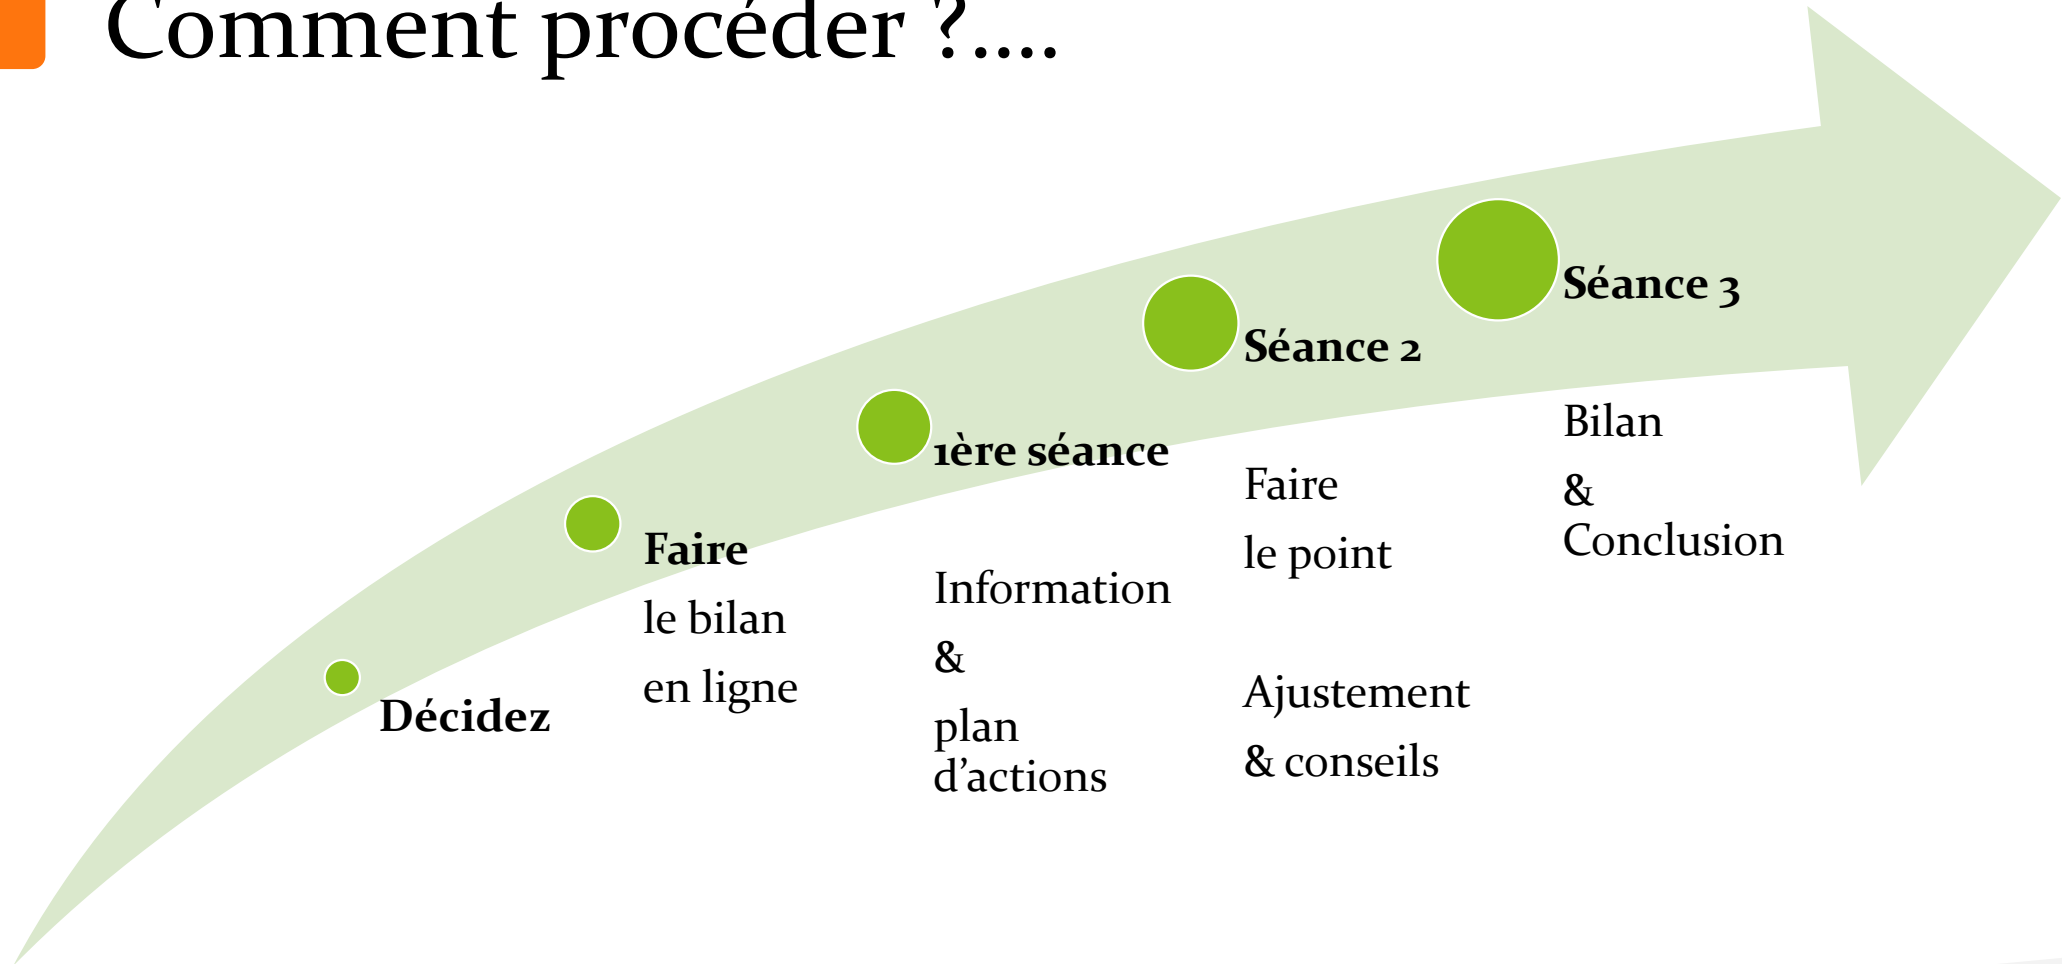 Comment procéder ?....
Décidez
Faire
le bilan
en ligne
1ère séance
Information
&
plan
d’actions
Séance 2
Faire
le point
Ajustement
& conseils
Séance 3
Bilan
&
Conclusion